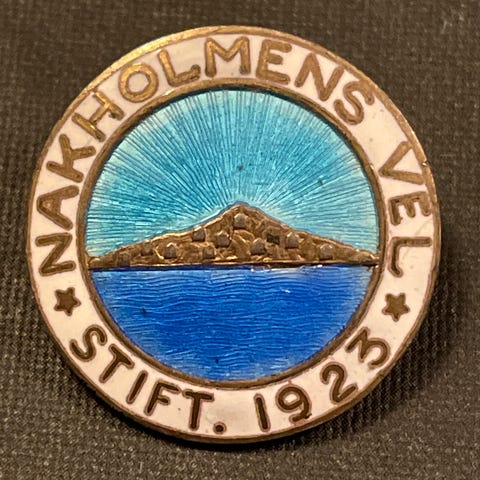 NAKHOLMENS VEL
STIFT. 1923